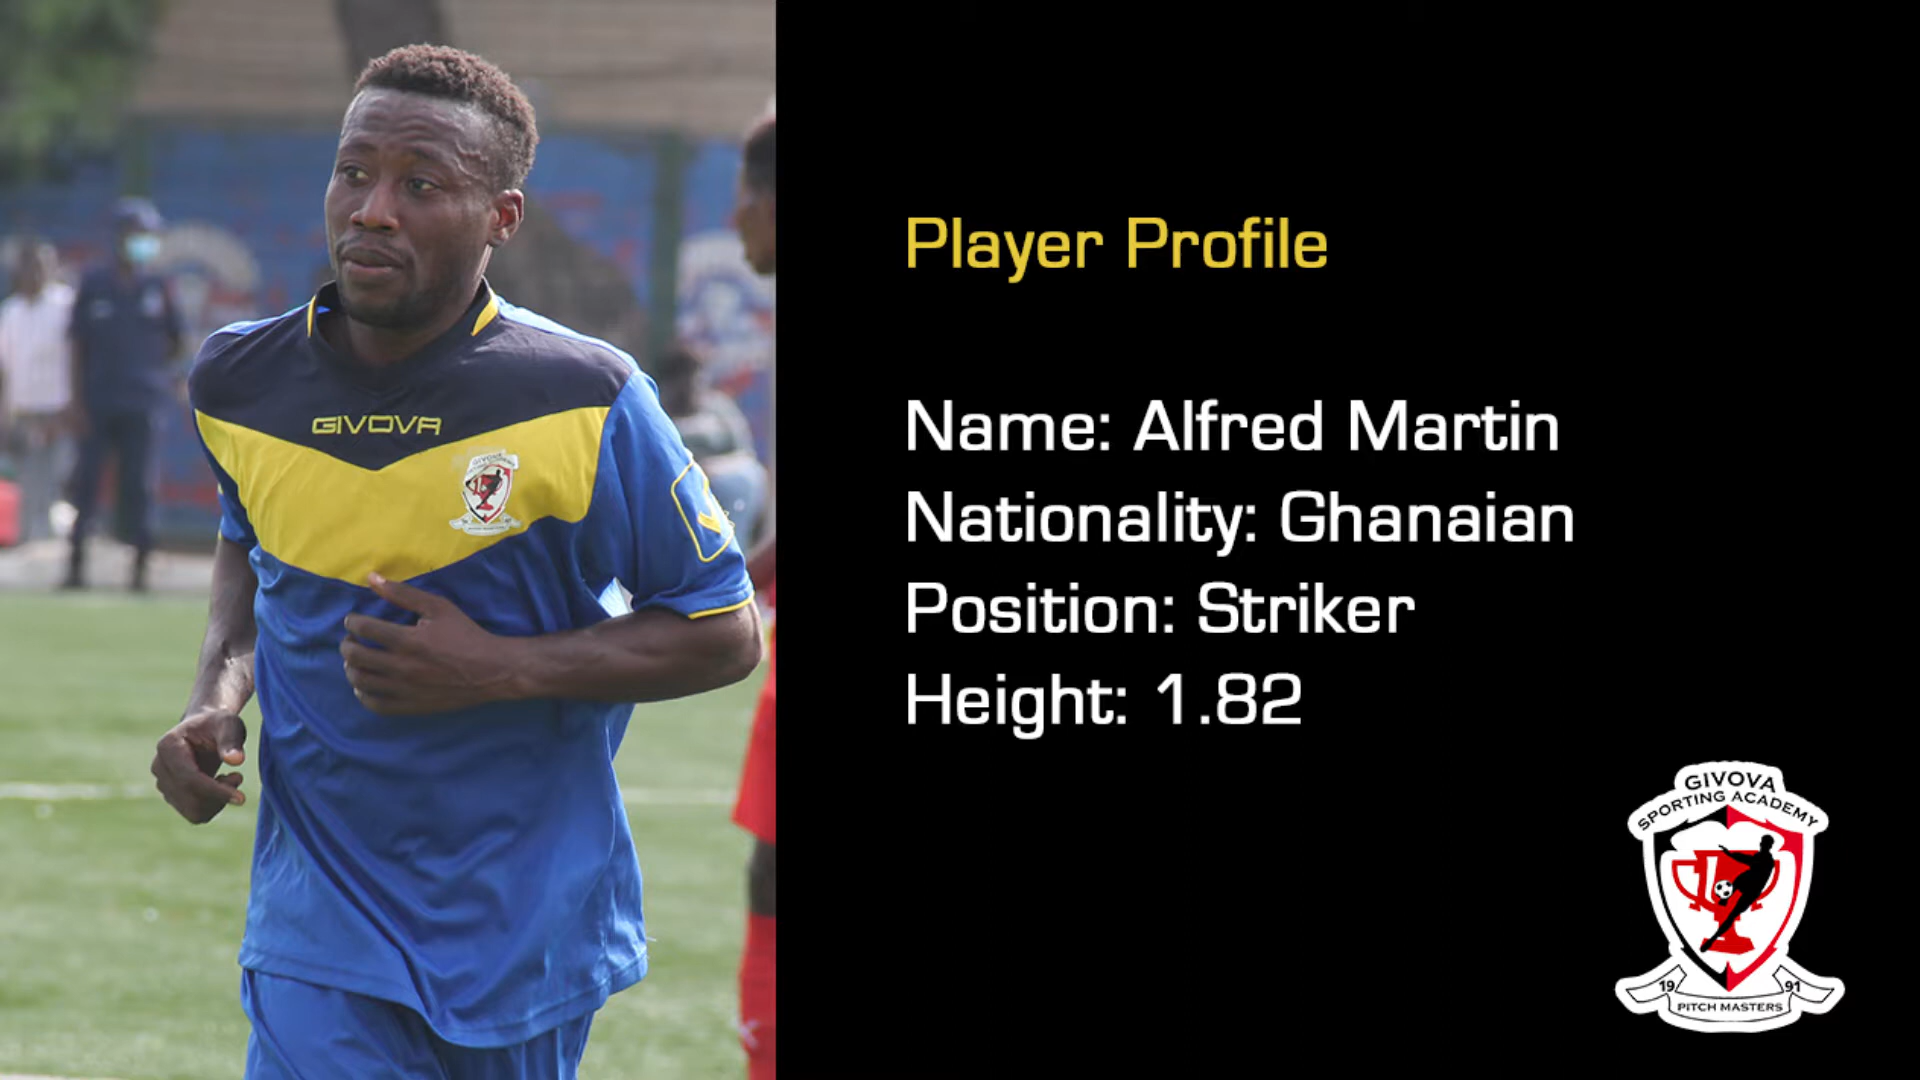 Player Profile
Name: Alfred Martin
Nationality: Ghanaian
Position: Striker
Height: 1.82
GIVOVA
GIVOVA
SPORTING ACADEMY
19 91
PITCH MASTERS